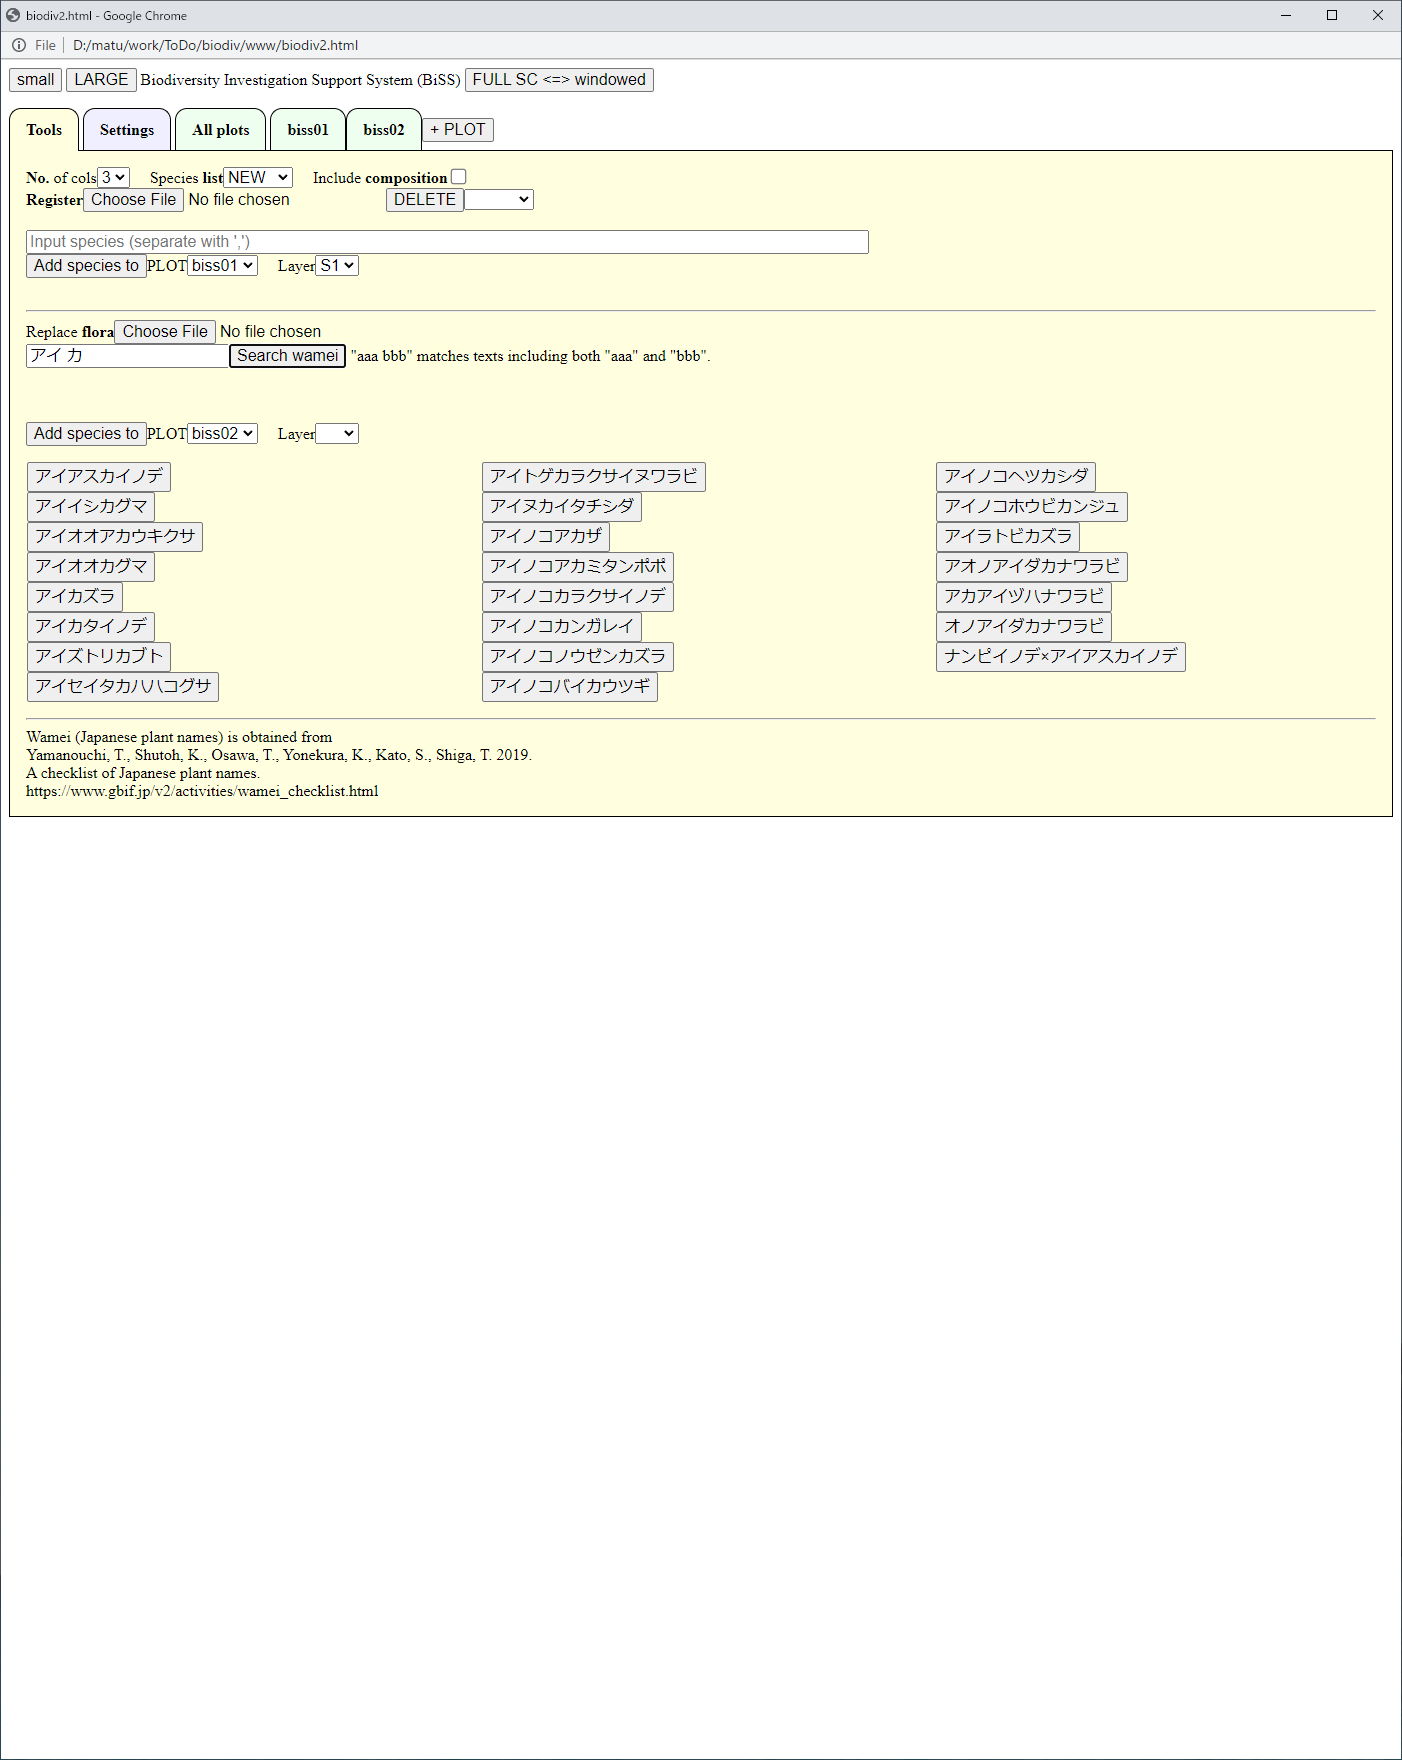 biodiv2.html - Google Chrome
File D:/matu/work/ToDo/biodiv/www/biodiv2.html
small LARGE Biodiversity Investigation Support System (BiSS) FULL SC <=> windowed
Tools Settings All plots biss01 biss02 + PLOT
No. of cols 3 Species list NEW Include composition
Register Choose File No file chosen DELETE
Input species (separate with ',')
Add species to PLOT biss01 Layer S1
Replace flora Choose File No file chosen
アイ カ Search wamei "aaa bbb" matches texts including both "aaa" and "bbb".
Add species to PLOT biss02 Layer
アイアスカイノデ アイトゲカラクサイヌワラビ アイノコヘツカシダ
アイイシカグマ アイヌカイタチシダ アイノコホウビカンジュ
アイオオアカウキクサ アイノコアカザ アイラトビカズラ
アイオオカグマ アイノコアカミタンポポ アオノアイダカナワラビ
アイカズラ アイノコカラクサイノデ アカアイヅハナワラビ
アイカタイノデ アイノコカンガレイ オノアイダカナワラビ
アイズトリカブト アイノコノウゼンカズラ ナンピイノデ×アイアスカイノデ
アイセイタカハハコグサ アイノコバイカウツギ
Wamei (Japanese plant names) is obtained from
Yamanouchi, T., Shutoh, K., Osawa, T., Yonekura, K., Kato, S., Shiga, T. 2019.
A checklist of Japanese plant names.
https://www.gbif.jp/v2/activities/wamei_checklist.html